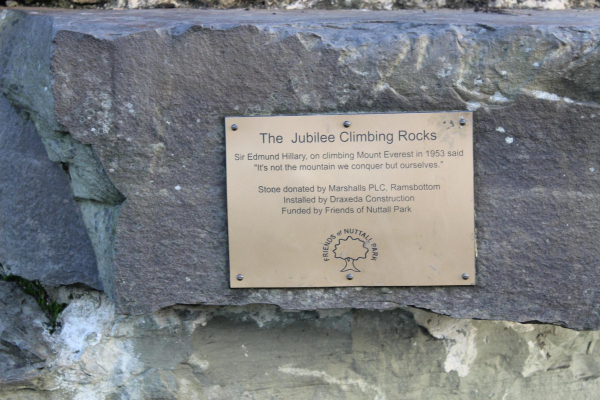 The Jubilee Climbing Rocks
Sir Edmund Hillary, on climbing Mount Everest in 1953 said
"It's not the mountain we conquer but ourselves."
Stone donated by Marshalls PLC, Ramsbottom
Installed by Draxeda Construction
Funded by Friends of Nuttall Park
FRIENDS of NUTTALL PARK